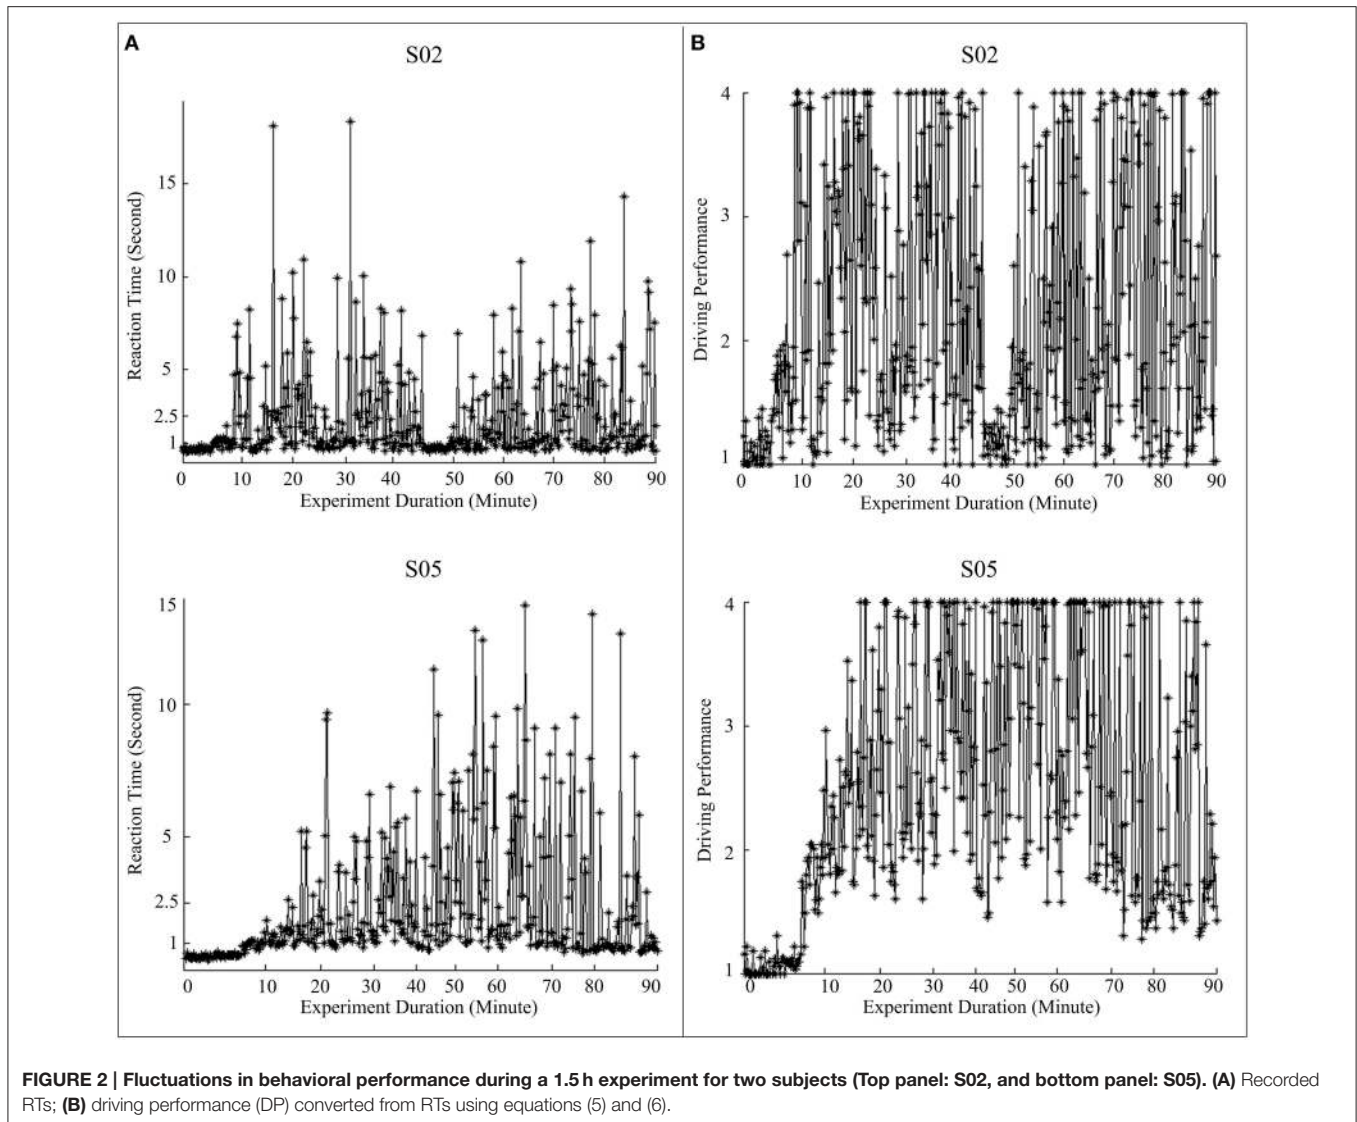 A
S02
15
10
5
2.5
1
Reaction Time (Second)
0 10 20 30 40 50 60 70 80 90
Experiment Duration (Minute)
B
S02
4
3
2
1
Driving Performance
0 10 20 30 40 50 60 70 80 90
Experiment Duration (Minute)
S05
15
10
5
2.5
1
Reaction Time (Second)
0 10 20 30 40 50 60 70 80 90
Experiment Duration (Minute)
S05
4
3
2
1
Driving Performance
0 10 20 30 40 50 60 70 80 90
Experiment Duration (Minute)
FIGURE 2 | Fluctuations in behavioral performance during a 1.5 h experiment for two subjects (Top panel: S02, and bottom panel: S05). (A) Recorded
RTs; (B) driving performance (DP) converted from RTs using equations (5) and (6).